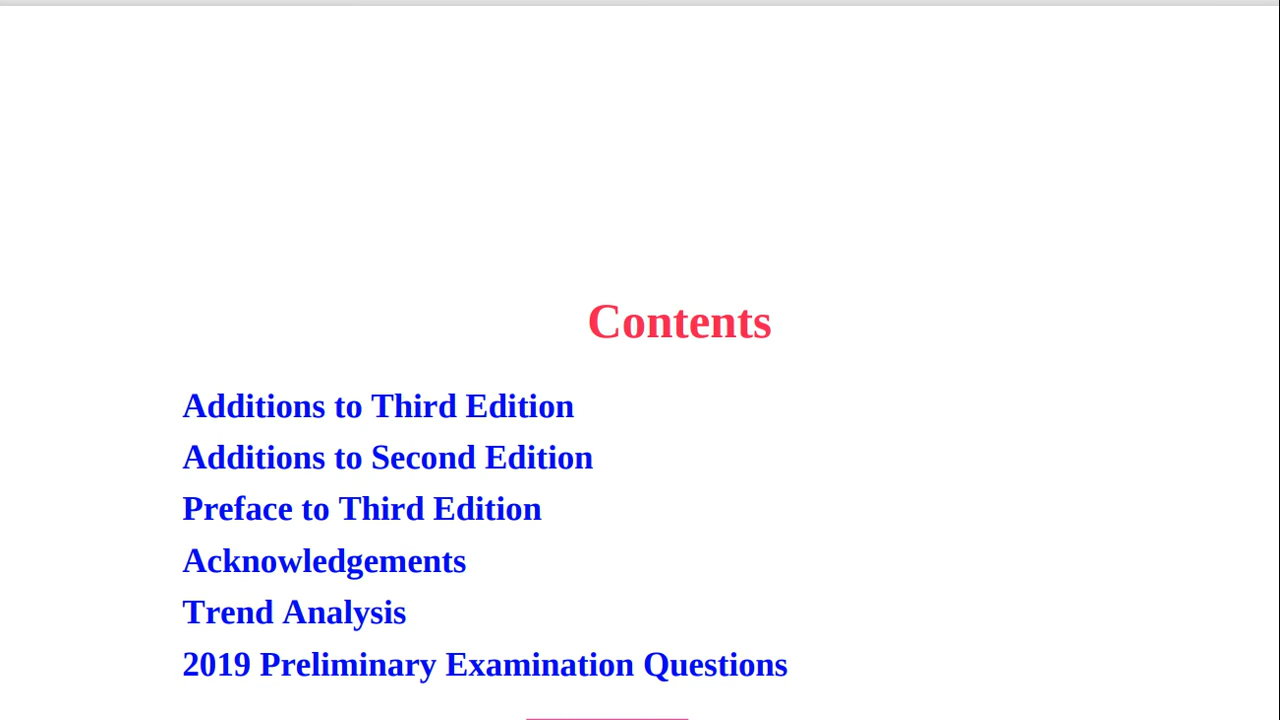 Contents
Additions to Third Edition
Additions to Second Edition
Preface to Third Edition
Acknowledgements
Trend Analysis
2019 Preliminary Examination Questions